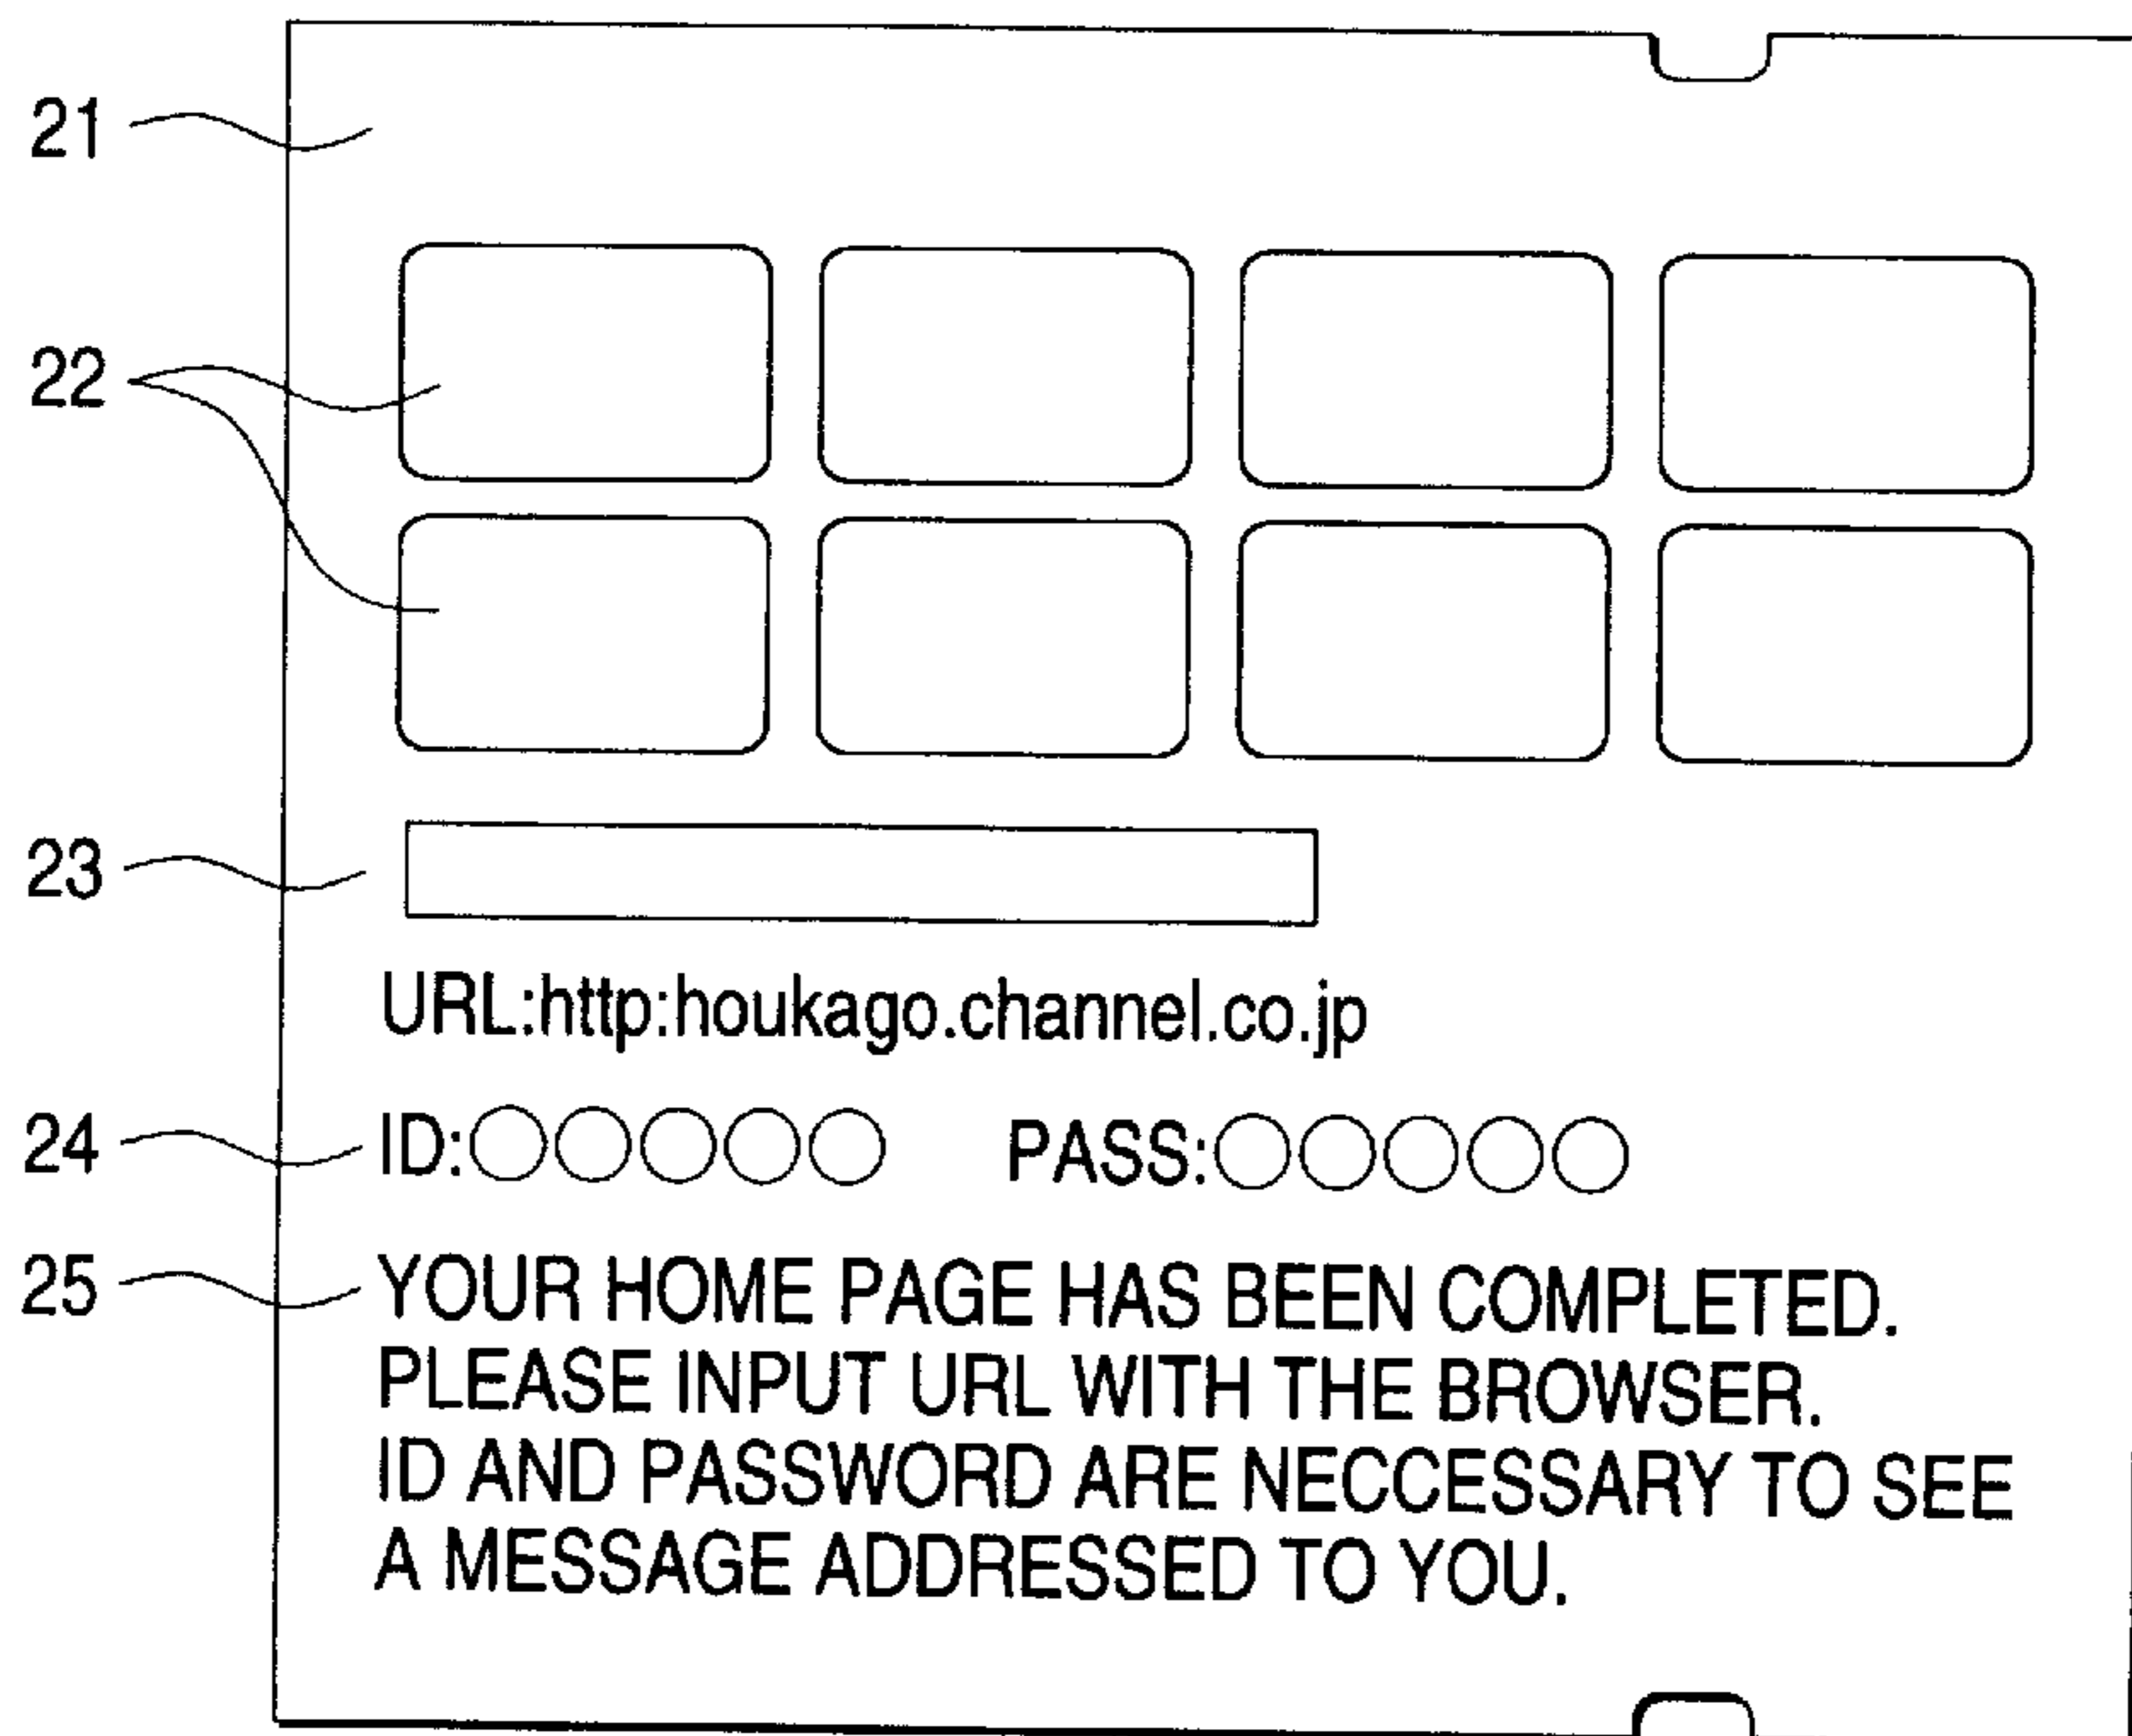 21
22
23
URL:http:houkago.channel.co.jp
24 ID:○○○○○ PASS:○○○○○
25 YOUR HOME PAGE HAS BEEN COMPLETED.
PLEASE INPUT URL WITH THE BROWSER.
ID AND PASSWORD ARE NECCESSARY TO SEE
A MESSAGE ADDRESSED TO YOU.